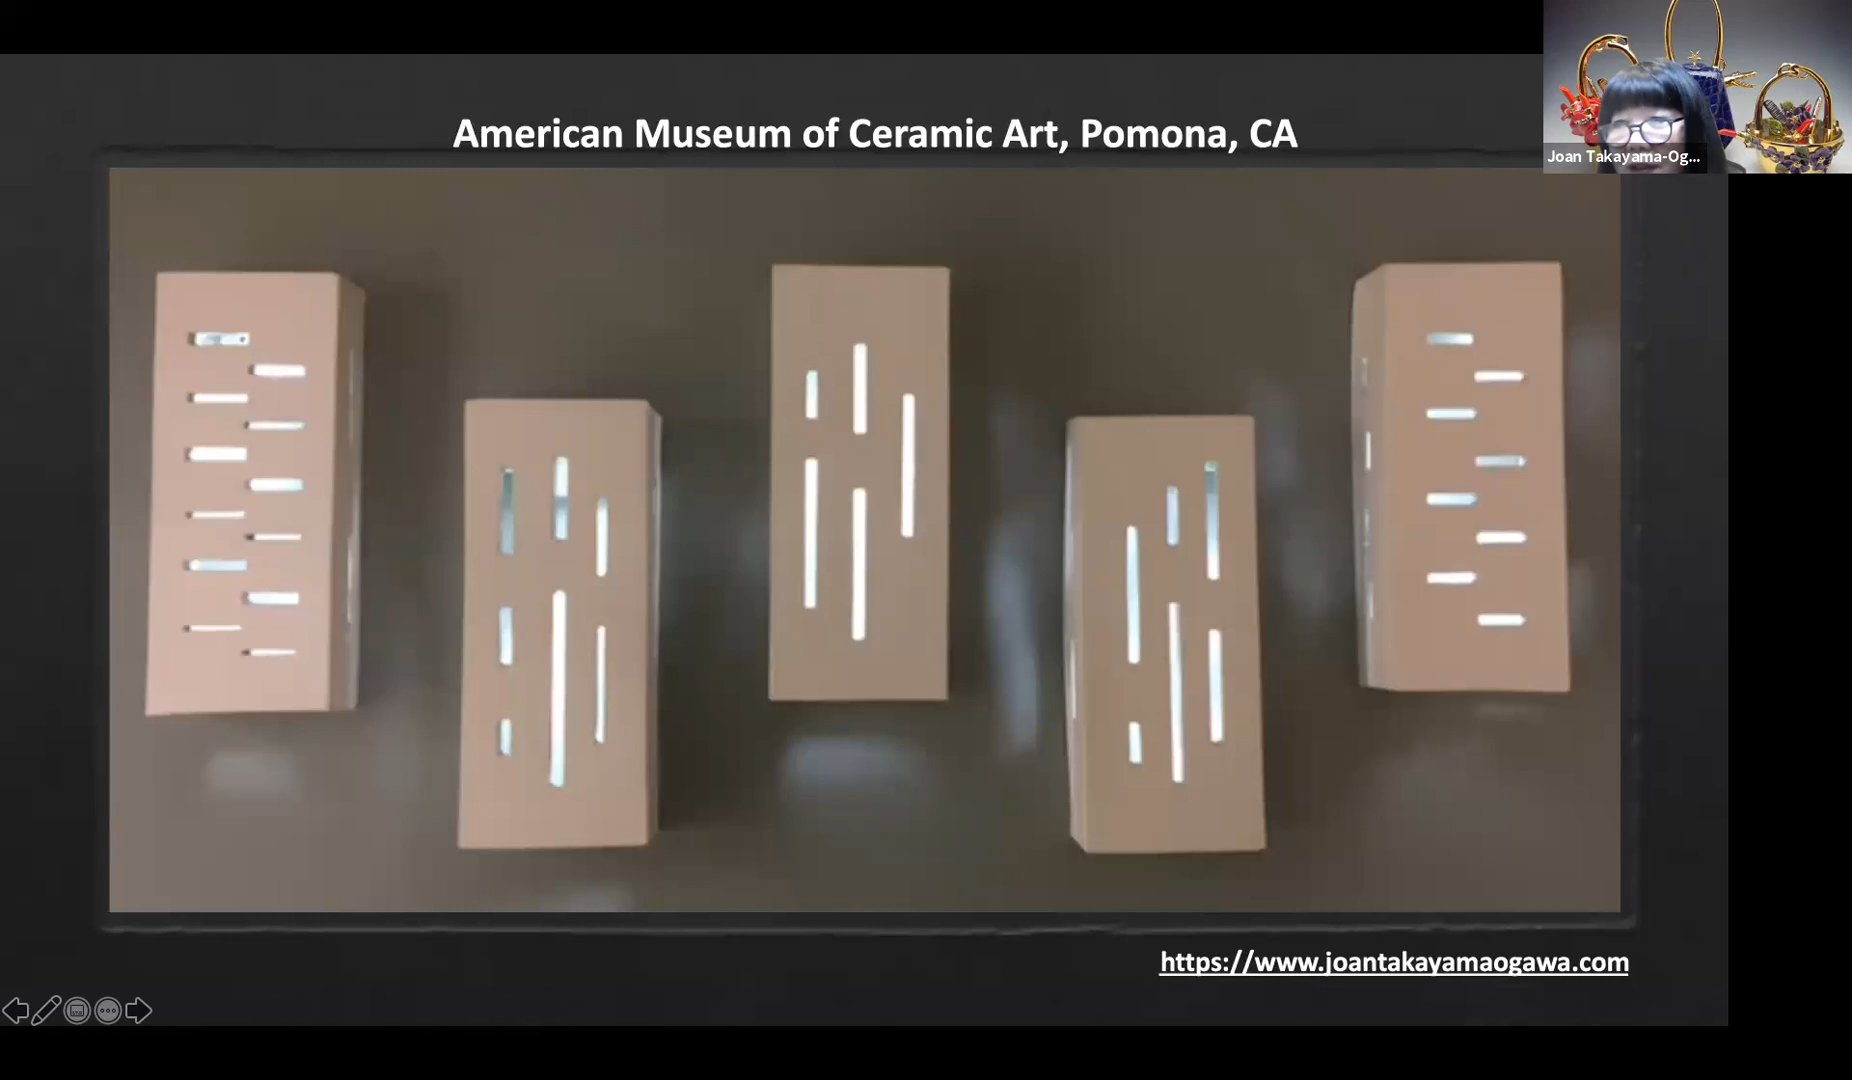 American Museum of Ceramic Art, Pomona, CA
Joan Takayama-Og...
https://www.joantakayamaogawa.com